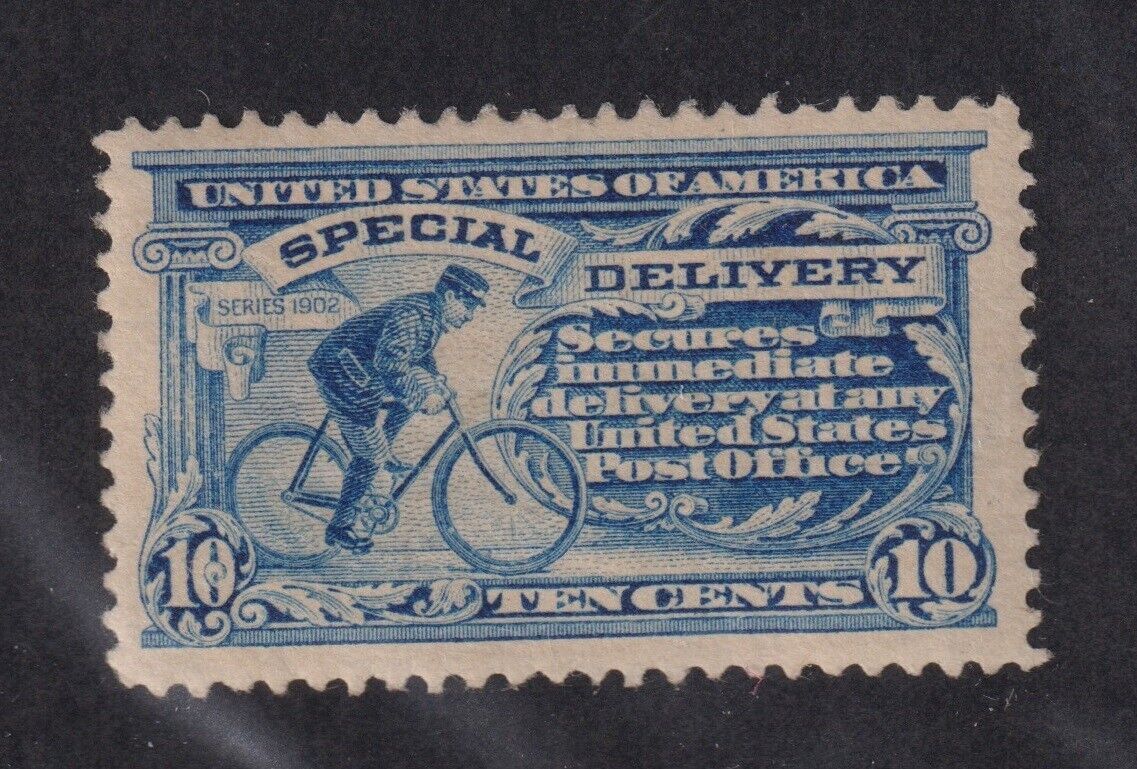 UNITED STATES OF AMERICA
SPECIAL DELIVERY
SERIES 1902
Secures
immediate
delivery at any
United States
Post Office
10 TEN CENTS 10